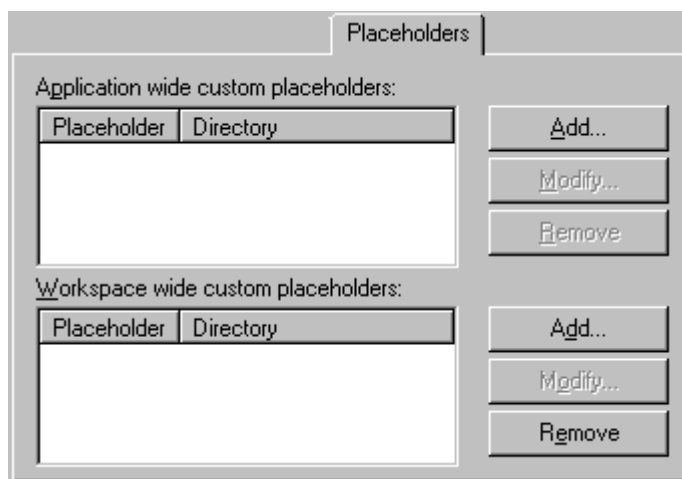 Placeholders
Application wide custom placeholders:
Placeholder Directory
Add...
Modify...
Remove
Workspace wide custom placeholders:
Placeholder Directory
Add...
Modify...
Remove